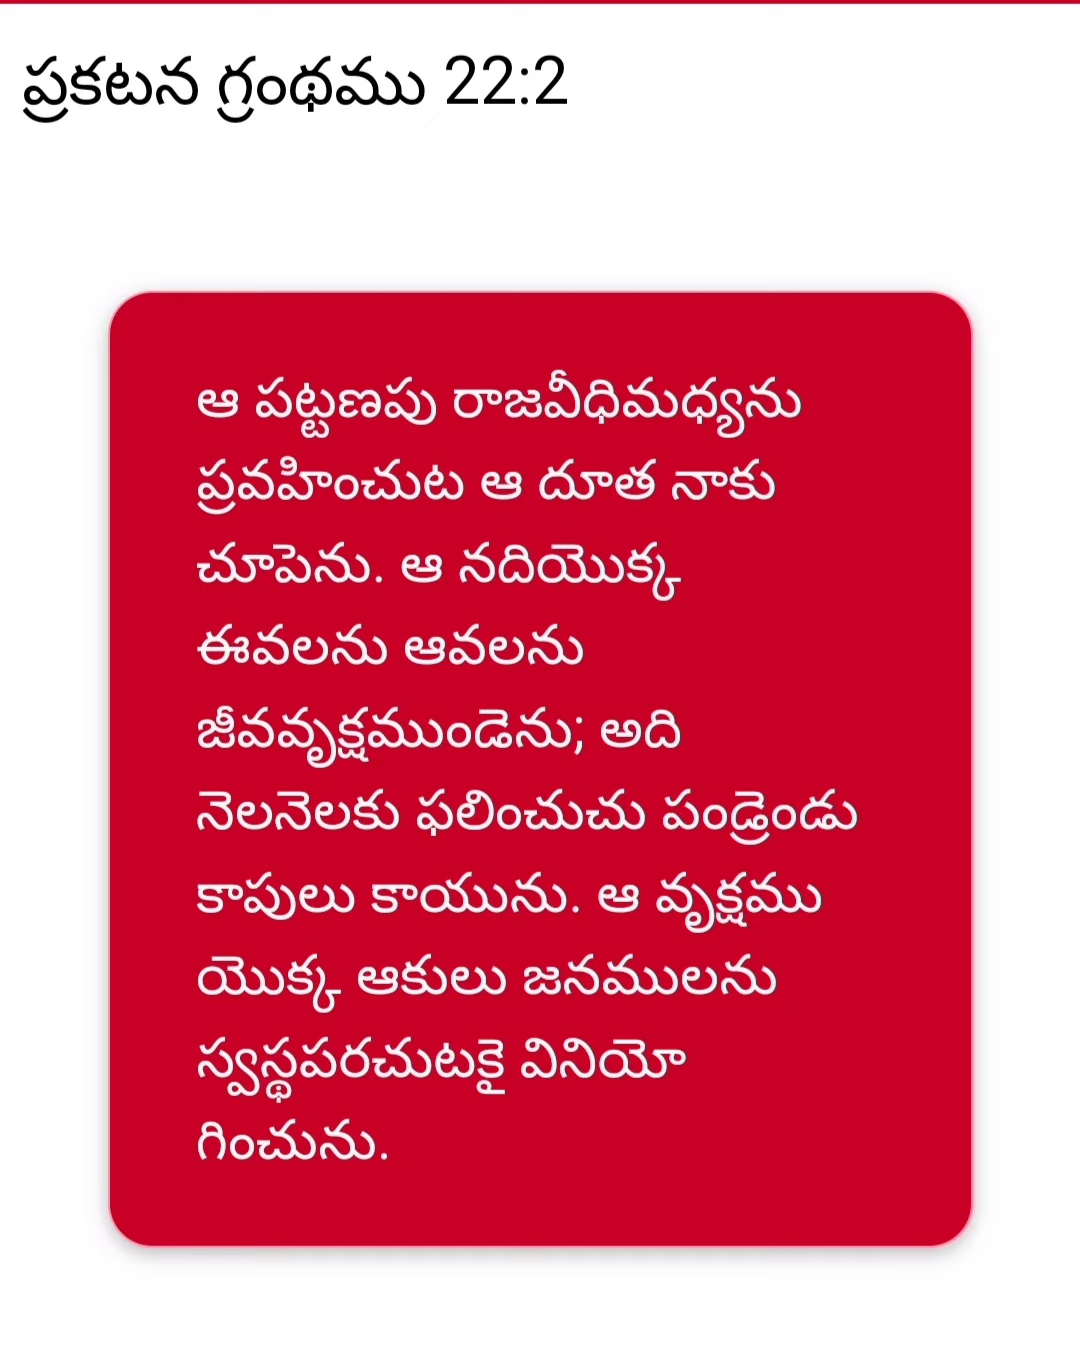 ప్రకటన గ్రంథము 22:2
ఆ పట్టణపు రాజవీధిమధ్యను
ప్రవహించుట ఆ దూత నాకు
చూపెను. ఆ నదియొక్క
ఈవలను ఆవలను
జీవవృక్షముండెను; అది
నెలనెలకు ఫలించుచు పండ్రెండు
కాపులు కాయును. ఆ వృక్షము
యొక్క ఆకులు జనములను
స్వస్థపరచుటకై వినియో
గించును.